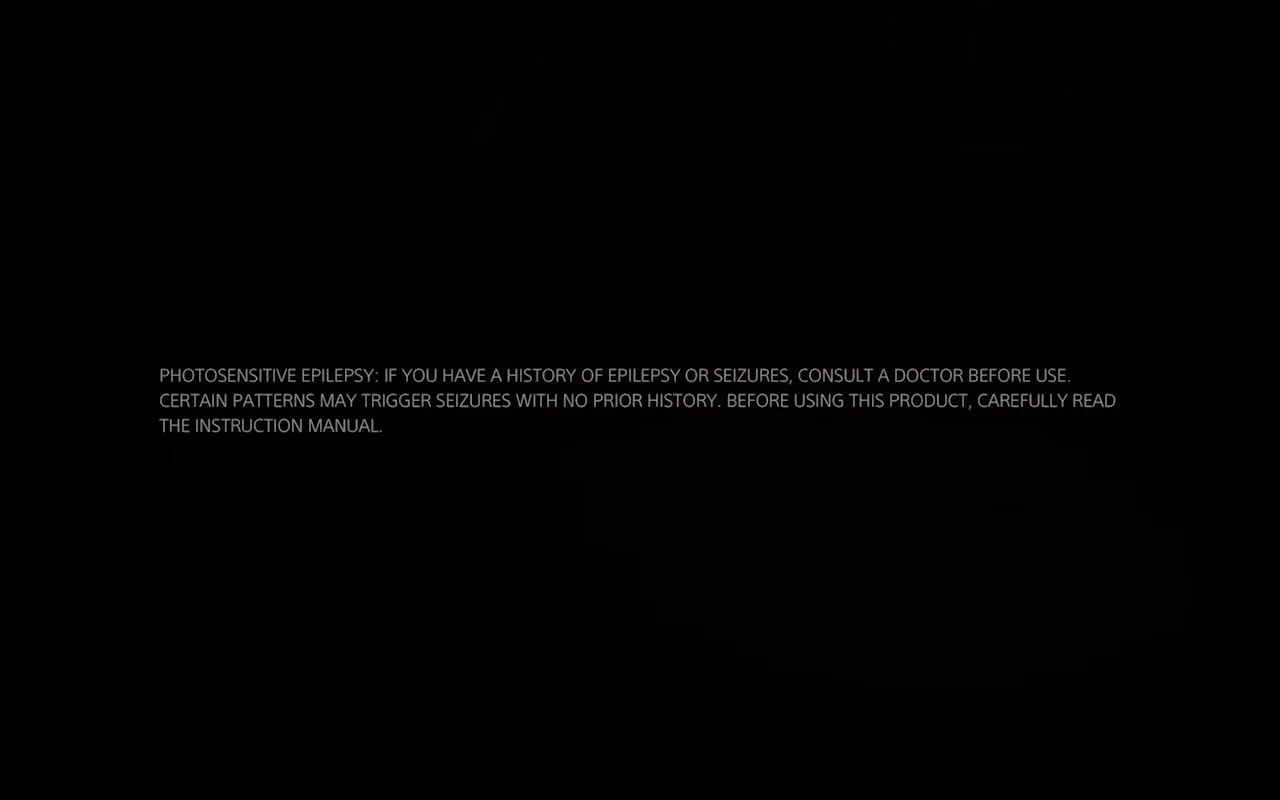 PHOTOSENSITIVE EPILEPSY: IF YOU HAVE A HISTORY OF EPILEPSY OR SEIZURES, CONSULT A DOCTOR BEFORE USE.
CERTAIN PATTERNS MAY TRIGGER SEIZURES WITH NO PRIOR HISTORY. BEFORE USING THIS PRODUCT, CAREFULLY READ
THE INSTRUCTION MANUAL.